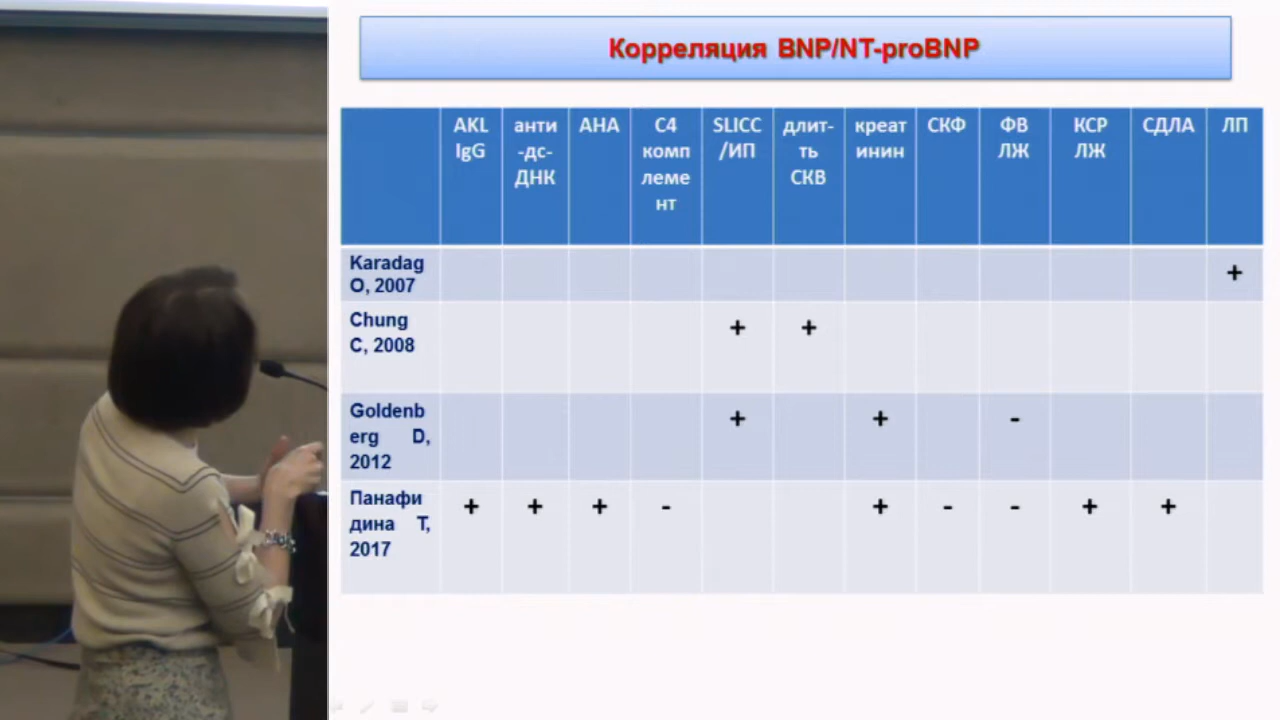 Корреляция BNP/NT-proBNP
AKL
IgG
анти
-дс-
ДНК
АНА
С4
комп
леме
нт
SLICC
/ИП
длит-
ть
СКВ
креат
инин
СКФ
ФВ
ЛЖ
КСР
ЛЖ
СДЛА
ЛП
Karadag
O, 2007
+
Chung
C, 2008
+ +
Goldenb
erg D,
2012
+ + -
Панафи
дина Т,
2017
+ + + - + - - + +